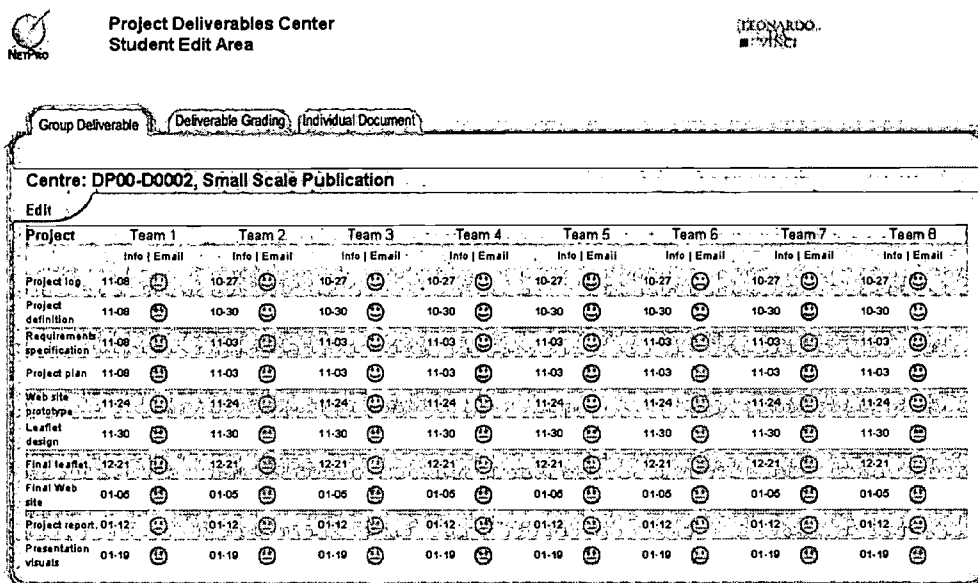 Project Deliverables Center
Student Edit Area
NETPRO
LEONARDO
VINCI
Group Deliverable Deliverable Grading Individual Document
Centre: DP00-D0002, Small Scale Publication
Edit
Project Team 1 Team 2 Team 3 Team 4 Team 5 Team 6 Team 7 Team 8
Info | Email Info | Email Info | Email Info | Email Info | Email Info | Email Info | Email Info | Email
Project log 11-08 10-27 10-27 10-27 10-27 10-27 10-27 10-27
Project definition 11-08 10-30 10-30 10-30 10-30 10-30 10-30 10-30
Requirements specification 11-08 11-03 11-03 11-03 11-03 11-03 11-03 11-03
Project plan 11-08 11-03 11-03 11-03 11-03 11-03 11-03 11-03
Web site prototype 11-24 11-24 11-24 11-24 11-24 11-24 11-24 11-24
Leaflet design 11-30 11-30 11-30 11-30 11-30 11-30 11-30 11-30
Final leaflet 12-21 12-21 12-21 12-21 12-21 12-21 12-21 12-21
Final Web site 01-05 01-05 01-05 01-05 01-05 01-05 01-05 01-05
Project report 01-12 01-12 01-12 01-12 01-12 01-12 01-12 01-12
Presentation visuals 01-19 01-19 01-19 01-19 01-19 01-19 01-19 01-19